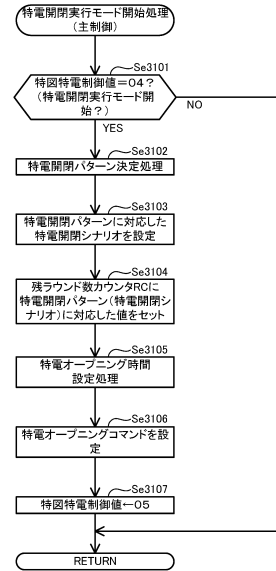 特電開閉実行モード開始処理
（主制御）
Se3101
特図特電制御値＝04？
（特電開閉実行モード開
始？）
NO
YES
Se3102
特電開閉パターン決定処理
Se3103
特電開閉パターンに対応した
特電開閉シナリオを設定
Se3104
残ラウンド数カウンタRCに
特電開閉パターン（特電開閉シ
ナリオ）に対応した値をセット
Se3105
特電オープニング時間
設定処理
Se3106
特電オープニングコマンドを設
定
Se3107
特図特電制御値←05
RETURN